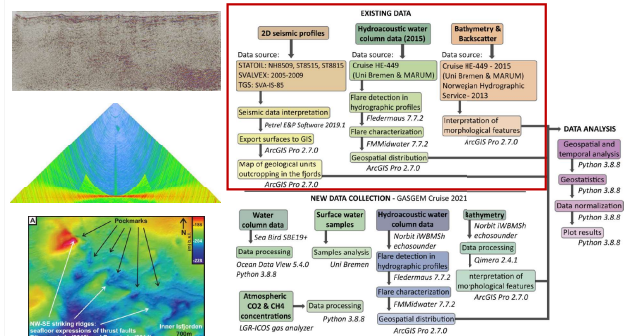 EXISTING DATA
2D seismic profiles
Data source:
STATOIL: NH8509, ST8515, ST8815
SVALVEX: 2005-2009
TGS: SVA-IS-85
Seismic data interpretation
Petrel E&P Software 2019.1
Export surfaces to GIS
ArcGIS Pro 2.7.0
Map of geological units
outcropping in the fjords
ArcGIS Pro 2.7.0
Hydroacoustic water
column data (2015)
Data source:
Cruise HE-449
(Uni Bremen & MARUM)
Flare detection in
hydrographic profiles
Fledermaus 7.7.2
Flare characterization
FMMidwater 7.7.2
Geospatial distribution
ArcGIS Pro 2.7.0
Bathymetry &
Backscatter
Data source:
Cruise HE-449 - 2015
(Uni Bremen & MARUM)
Norwegian Hydrographic
Service - 2013
Interpretation of
morphological features
ArcGIS Pro 2.7.0
DATA ANALYSIS
Geospatial and
temporal analysis
Python 3.8.8
Geostatistics
Python 3.8.8
Data normalization
Python 3.8.8
Plot results
Python 3.8.8
NEW DATA COLLECTION - GASGEM Cruise 2021
Water
column data
Sea Bird SBE19+
Data processing
Ocean Data View 5.4.0
Python 3.8.8
Atmospheric
CO2 & CH4
concentrations
LGR-ICOS gas analyzer
Data processing
Python 3.8.8
Surface water
samples
Samples analysis
Uni Bremen
Hydroacoustic water
column data
Norbit iWBMSh
echosounder
Flare detection in
hydrographic profiles
Fledermaus 7.7.2
Flare characterization
FMMidwater 7.7.2
Geospatial distribution
ArcGIS Pro 2.7.0
Bathymetry
Norbit iWBMSh
echosounder
Data processing
Qimera 2.4.1
Interpretation of
morphological features
ArcGIS Pro 2.7.0
A
Pockmarks
N
NW-SE striking ridges:
seafloor expressions of thrust faults
Inner Isfjorden
700m